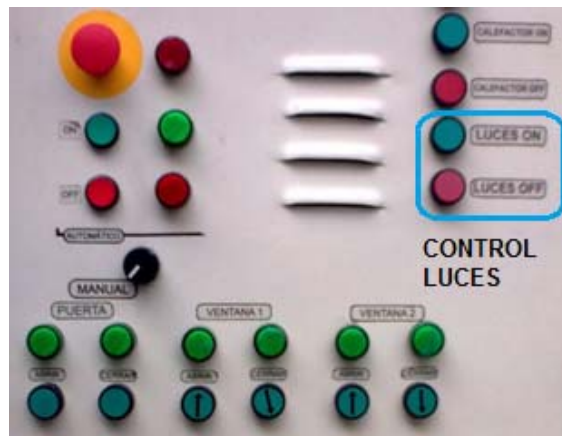 CALEFACTOR ON
CALEFACTOR OFF
ON
LUCES ON
OFF
LUCES OFF
AUTOMÁTICO
CONTROL
LUCES
MANUAL
PUERTA
VENTANA 1
VENTANA 2
ABRIR
CERRAR
ABRIR
CERRAR
ABRIR
CERRAR